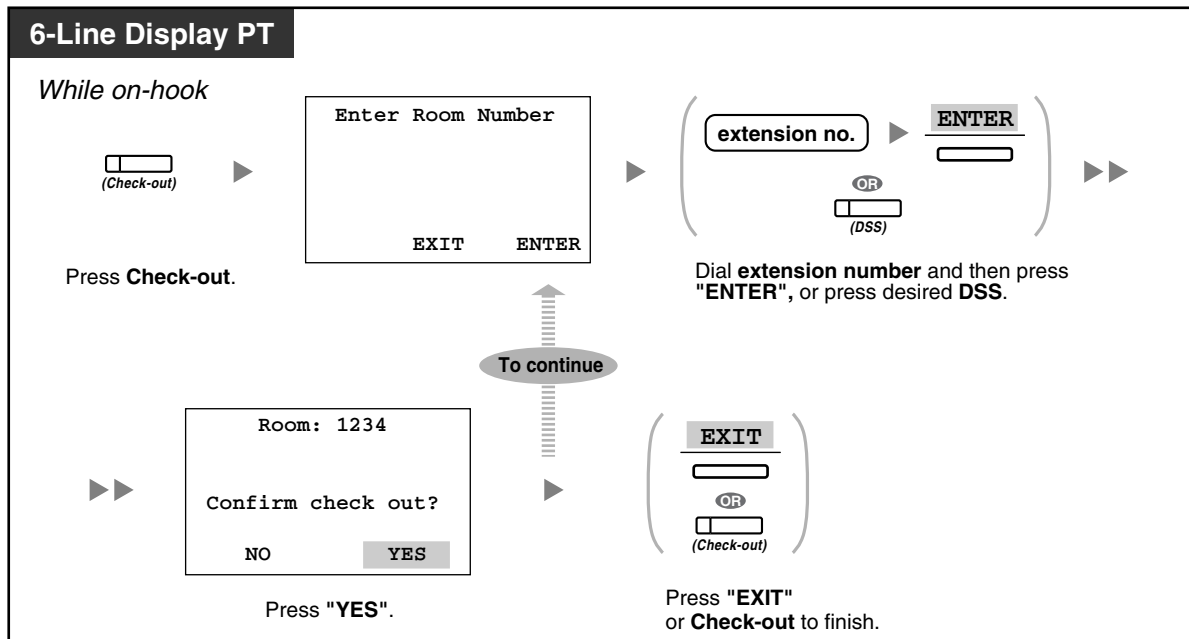 6-Line Display PT
While on-hook
(Check-out)
Press Check-out.
Enter Room Number
EXIT ENTER
extension no.
ENTER
OR
(DSS)
Dial extension number and then press
"ENTER", or press desired DSS.
To continue
Room: 1234
Confirm check out?
NO YES
Press "YES".
EXIT
OR
(Check-out)
Press "EXIT"
or Check-out to finish.